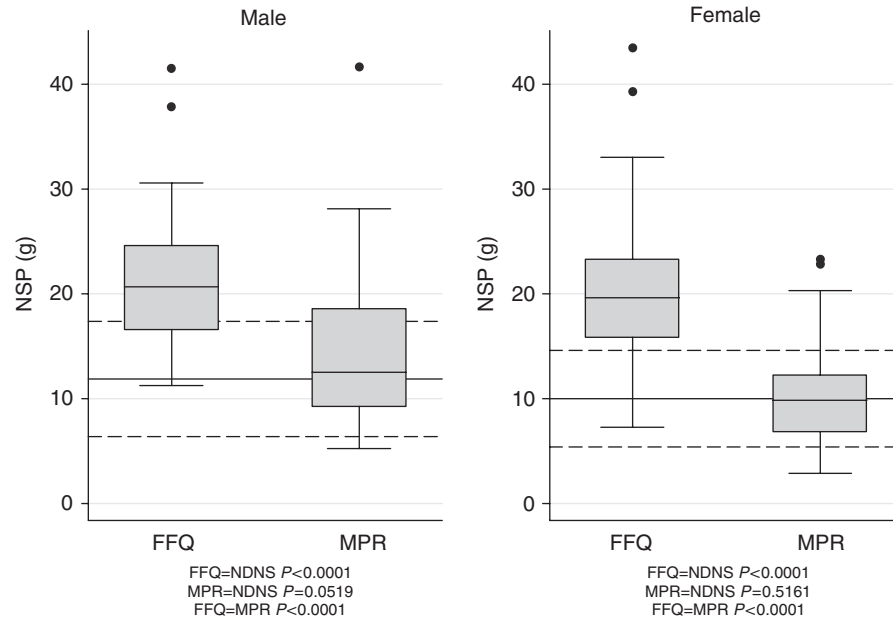 Male
NSP (g)
40
30
20
10
0
FFQ MPR
FFQ=NDNS P<0.0001
MPR=NDNS P=0.0519
FFQ=MPR P<0.0001
Female
NSP (g)
40
30
20
10
0
FFQ MPR
FFQ=NDNS P<0.0001
MPR=NDNS P=0.5161
FFQ=MPR P<0.0001